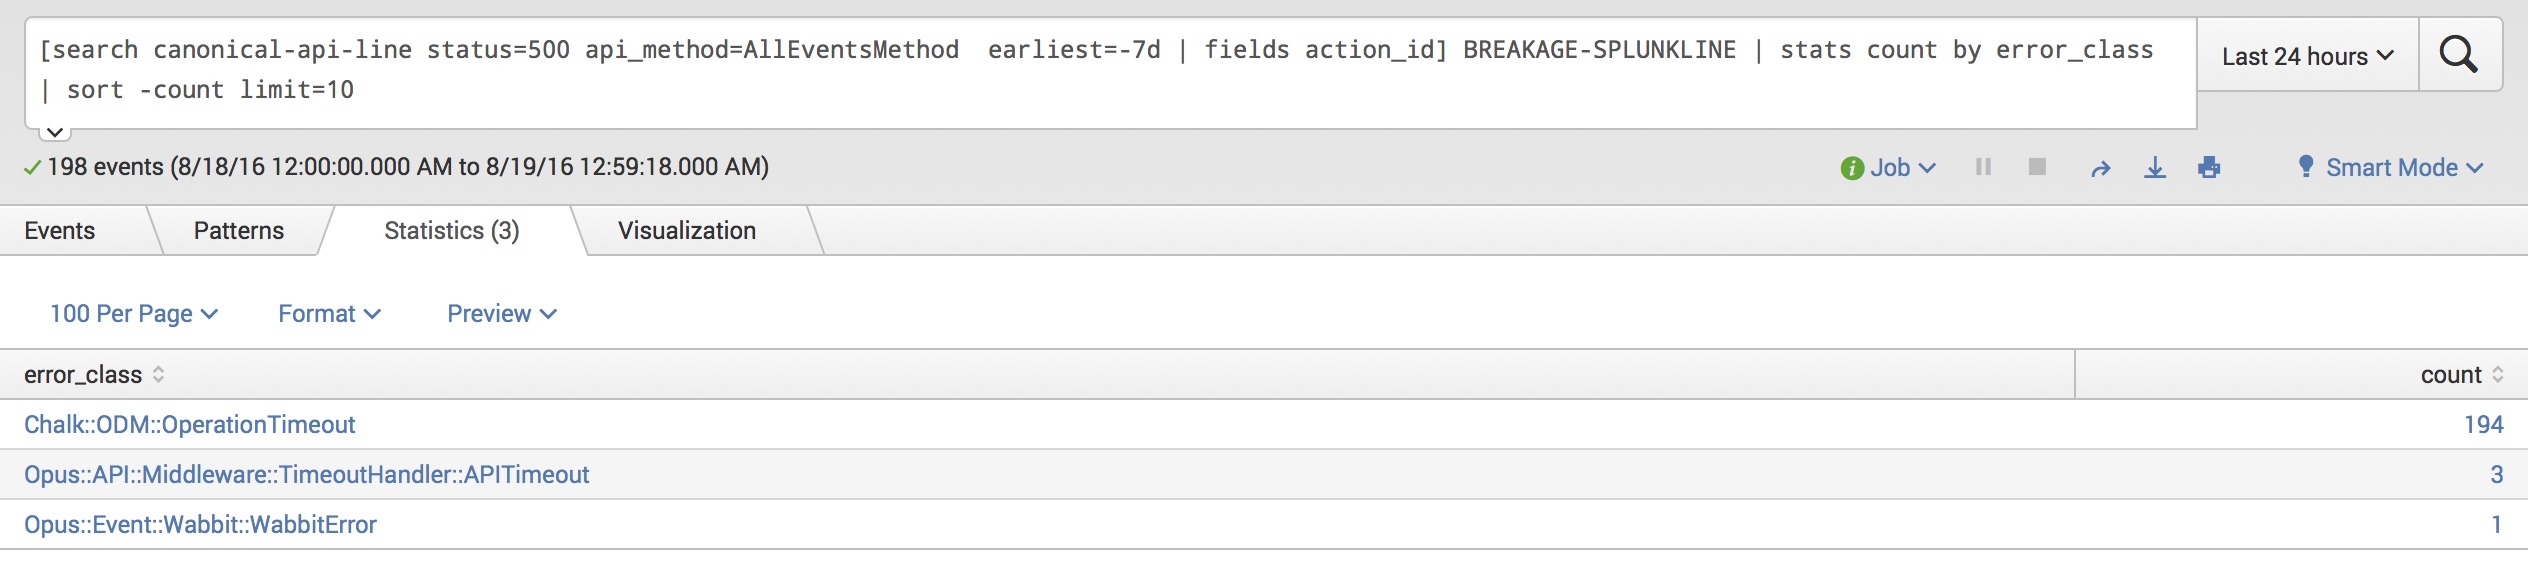 [search canonical-api-line status=500 api_method=AllEventsMethod  earliest=-7d | fields action_id] BREAKAGE-SPLUNKLINE | stats count by error_class
| sort -count limit=10
Last 24 hours
198 events (8/18/16 12:00:00.000 AM to 8/19/16 12:59:18.000 AM)
i Job
Smart Mode
Events
Patterns
Statistics (3)
Visualization
100 Per Page
Format
Preview
error_class
count
Chalk::ODM::OperationTimeout
194
Opus::API::Middleware::TimeoutHandler::APITimeout
3
Opus::Event::Wabbit::WabbitError
1